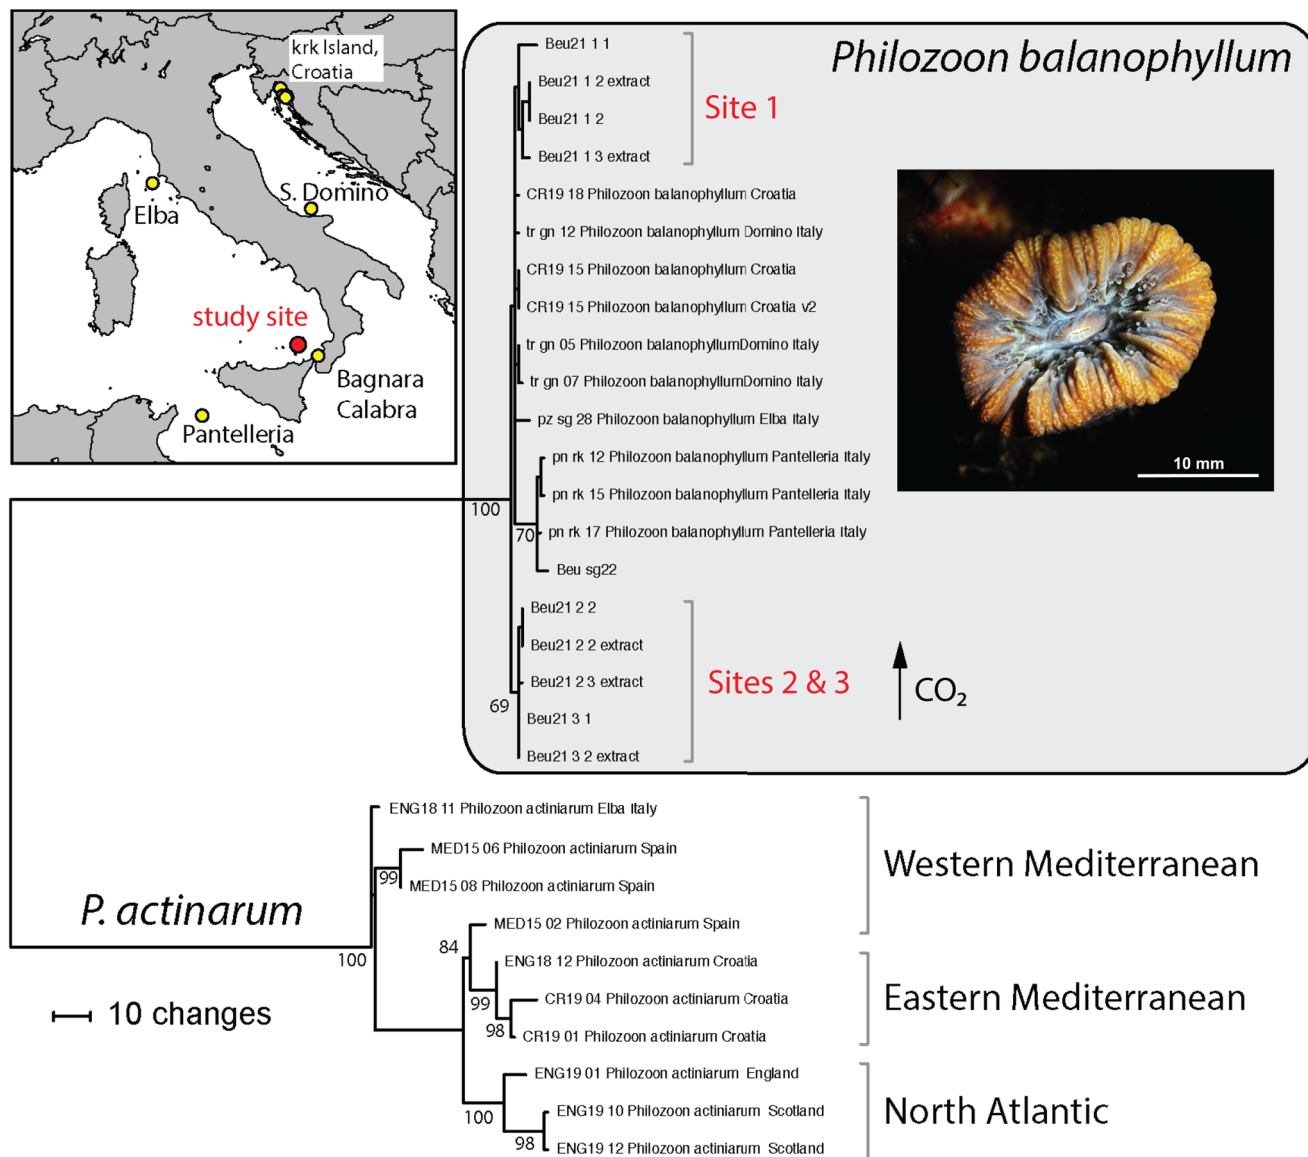 krk Island,
Croatia
Elba
S. Domino
study site
Bagnara
Calabra
Pantelleria
Philozoon balanophyllum
Beu21 1 1
Beu21 1 2 extract
Beu21 1 2
Beu21 1 3 extract
Site 1
CR19 18 Philozoon balanophyllum Croatia
tr gn 12 Philozoon balanophyllum Domino Italy
CR19 15 Philozoon balanophyllum Croatia
CR19 15 Philozoon balanophyllum Croatia v2
tr gn 05 Philozoon balanophyllumDomino Italy
tr gn 07 Philozoon balanophyllumDomino Italy
pz sg 28 Philozoon balanophyllum Elba Italy
pn rk 12 Philozoon balanophyllum Pantelleria Italy
pn rk 15 Philozoon balanophyllum Pantelleria Italy
pn rk 17 Philozoon balanophyllum Pantelleria Italy
Beu sg22
10 mm
100
70
Beu21 2 2
Beu21 2 2 extract
Beu21 2 3 extract
Beu21 3 1
Beu21 3 2 extract
Sites 2 & 3
CO₂
69
P. actinarum
100
ENG18 11 Philozoon actiniarum Elba Italy
MED15 06 Philozoon actiniarum Spain
99
MED15 08 Philozoon actiniarum Spain
MED15 02 Philozoon actiniarum Spain
Western Mediterranean
84
ENG18 12 Philozoon actiniarum Croatia
99
CR19 04 Philozoon actiniarum Croatia
98
CR19 01 Philozoon actiniarum Croatia
Eastern Mediterranean
10 changes
ENG19 01 Philozoon actiniarum England
100
ENG19 10 Philozoon actiniarum Scotland
98
ENG19 12 Philozoon actiniarum Scotland
North Atlantic